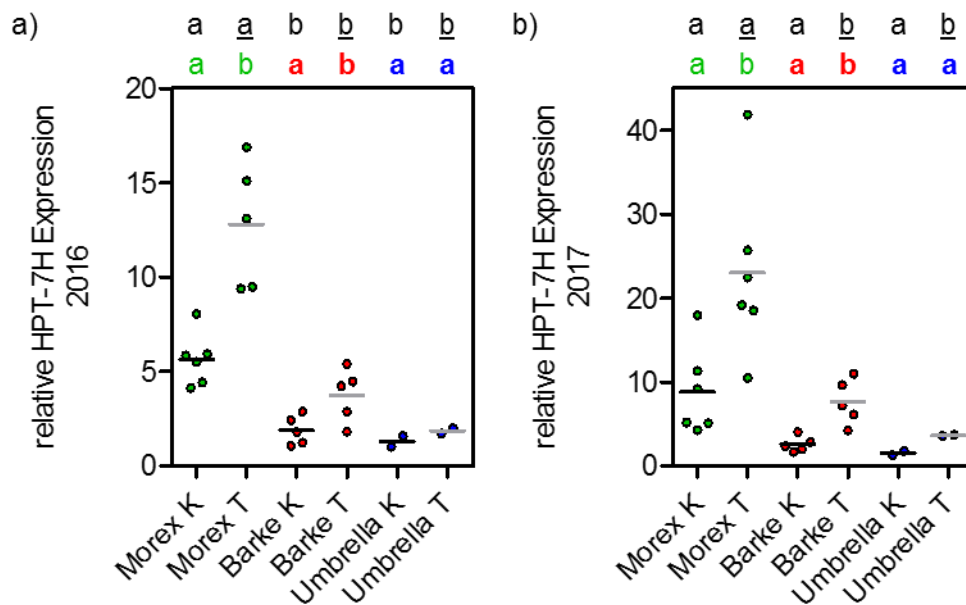 a)
a a b b b b
a b a b a a
20
15
10
5
0
relative HPT-7H Expression
2016
Morex K
Morex T
Barke K
Barke T
Umbrella K
Umbrella T
b)
a a a b a b
a b a b a a
40
30
20
10
0
relative HPT-7H Expression
2017
Morex K
Morex T
Barke K
Barke T
Umbrella K
Umbrella T